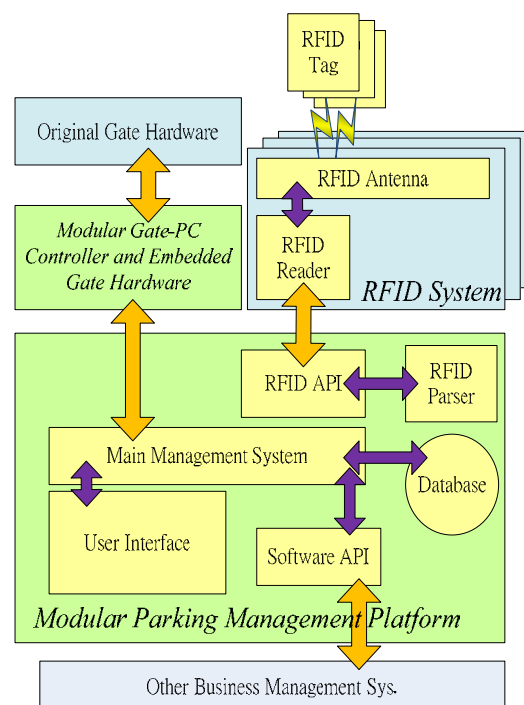 RFID
Tag
Original Gate Hardware
RFID Antenna
Modular Gate-PC
Controller and Embedded
Gate Hardware
RFID
Reader
RFID System
RFID API
RFID
Parser
Main Management System
Database
User Interface
Software API
Modular Parking Management Platform
Other Business Management Sys.